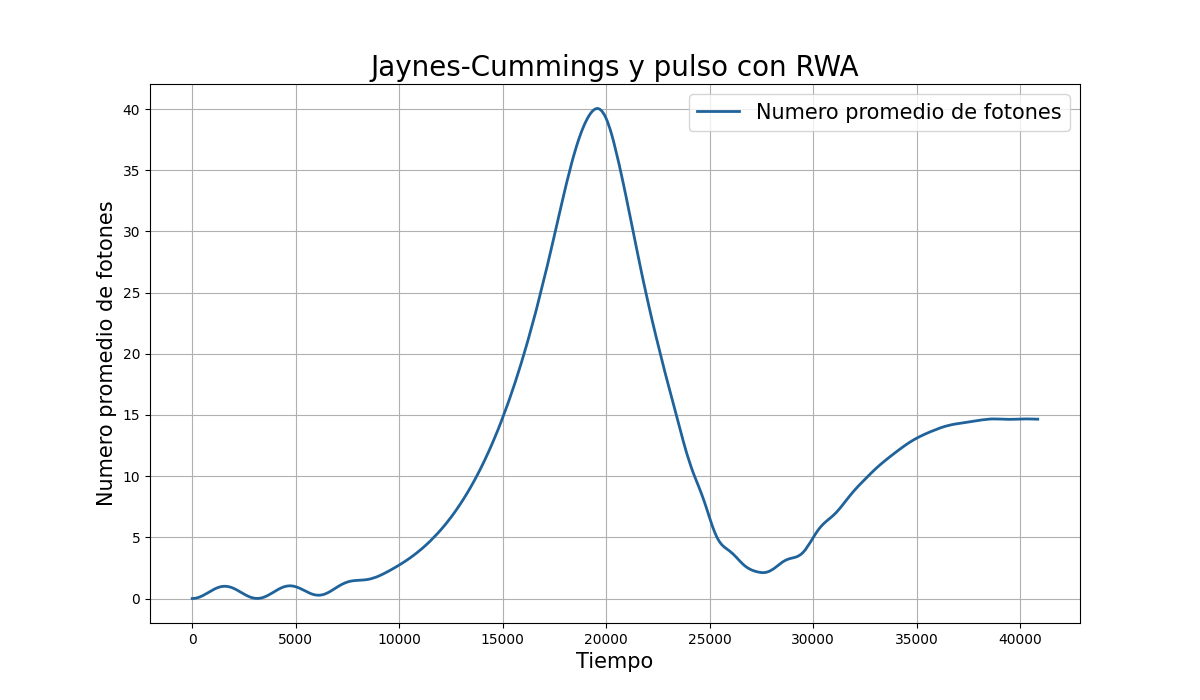 Jaynes-Cummings y pulso con RWA
Numero promedio de fotones
Numero promedio de fotones
40
35
30
25
20
15
10
5
0
0 5000 10000 15000 20000 25000 30000 35000 40000
Tiempo